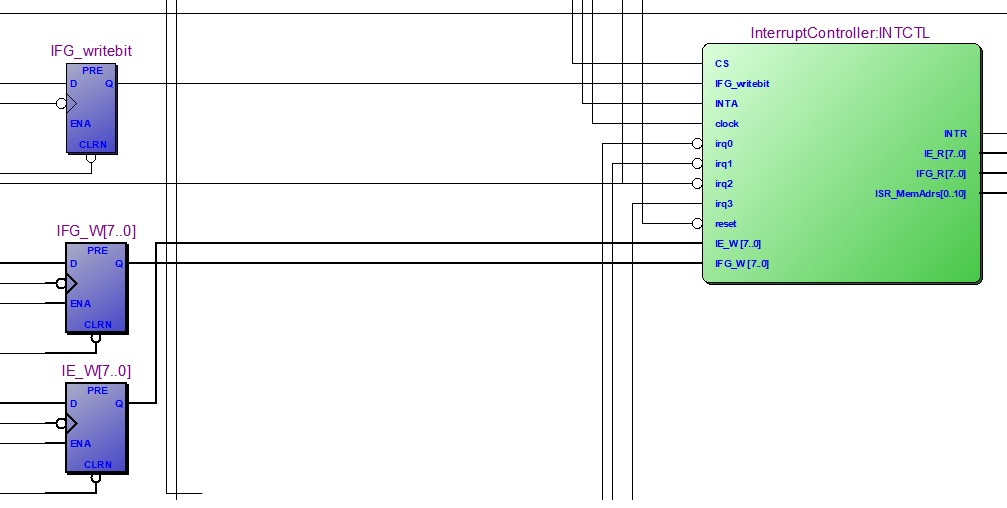 IFG_writebit
PRE
D Q
ENA
CLRN
IFG_W[7..0]
PRE
D Q
ENA
CLRN
IE_W[7..0]
PRE
D Q
ENA
CLRN
InterruptController:INTCTL
CS
IFG_writebit
INTA
clock
irq0
irq1
irq2
irq3
reset
IE_W [7..0]
IFG_W [7..0]
INTR
IE_R[7..0]
IFG_R[7..0]
ISR_MemAdrs[0..10]